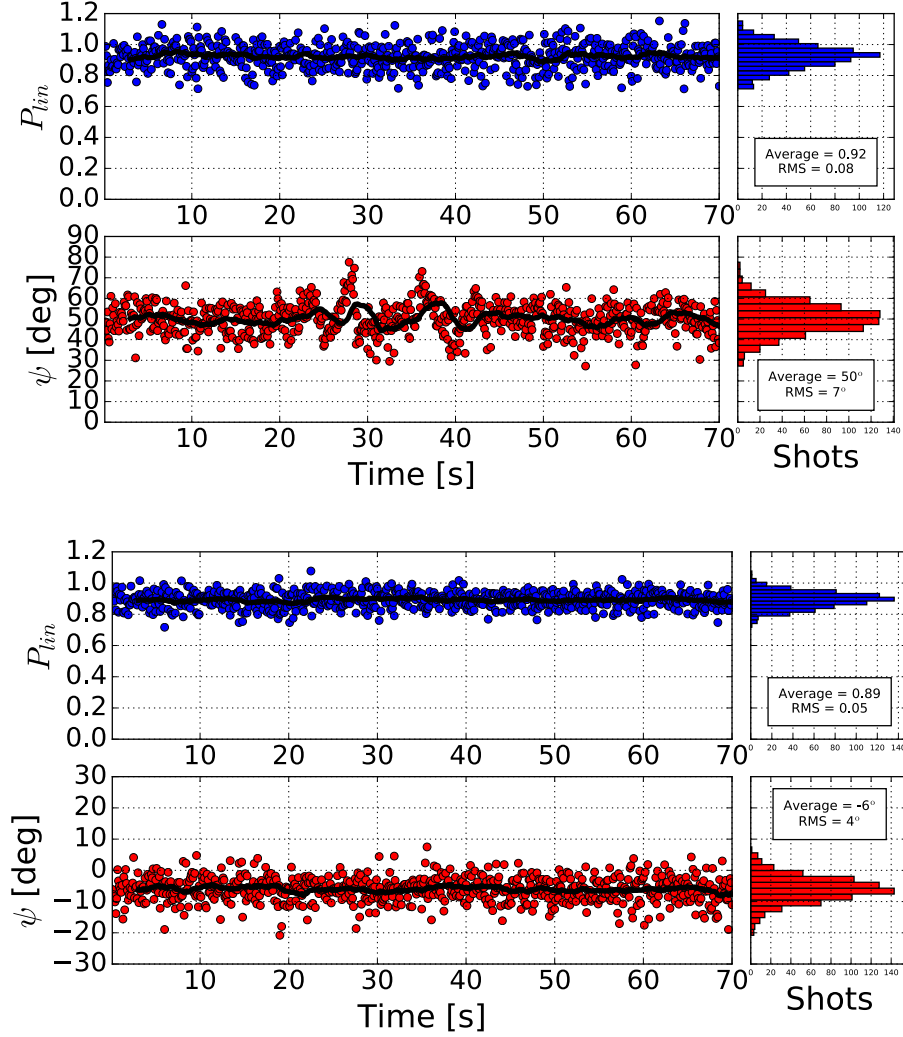 1.2
1.0
0.8
0.6
0.4
0.2
0.0
P_lin
10 20 30 40 50 60 70
Average = 0.92
RMS = 0.08
0 20 40 60 80 100 120
90
80
70
60
50
40
30
20
10
0
ψ [deg]
10 20 30 40 50 60 70
Time [s]
Average = 50°
RMS = 7°
0 20 40 60 80 100 120 140
Shots
1.2
1.0
0.8
0.6
0.4
0.2
0.0
P_lin
10 20 30 40 50 60 70
Average = 0.89
RMS = 0.05
0 20 40 60 80 100 120 140
30
20
10
0
−10
−20
−30
ψ [deg]
10 20 30 40 50 60 70
Time [s]
Average = -6°
RMS = 4°
0 20 40 60 80 100 120 140
Shots